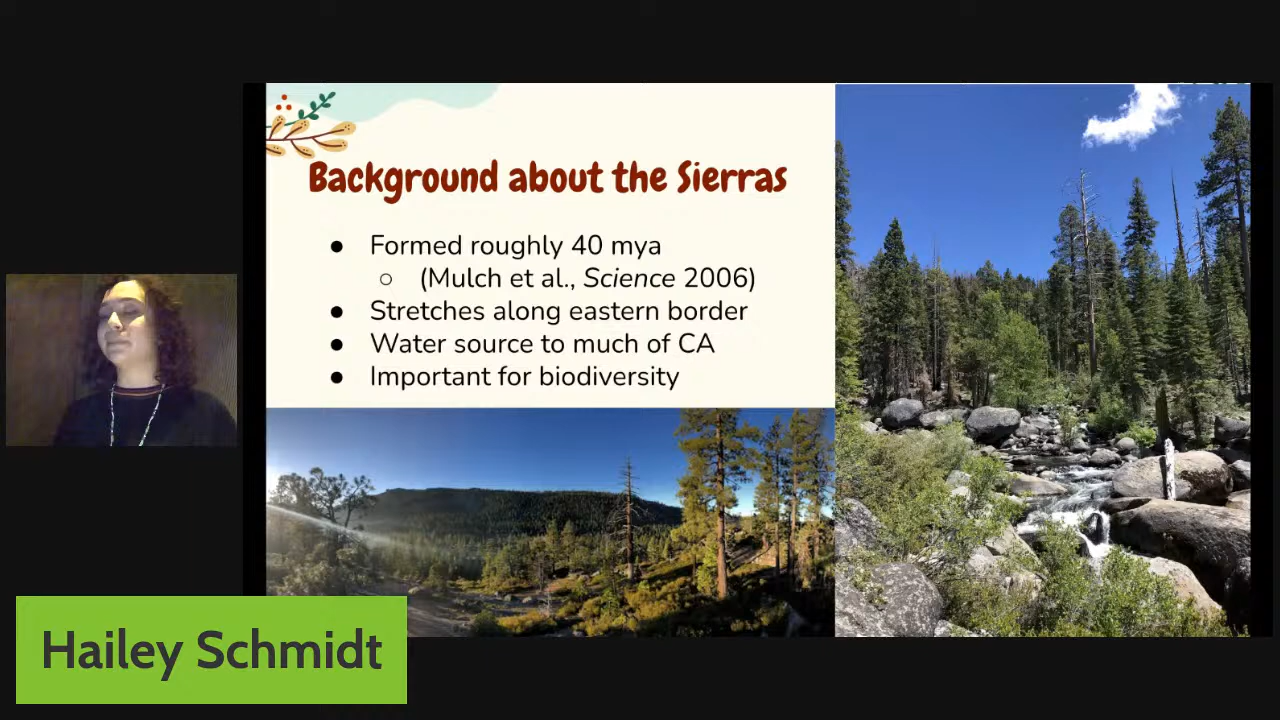 Background about the Sierras
● Formed roughly 40 mya
○ (Mulch et al., Science 2006)
● Stretches along eastern border
● Water source to much of CA
● Important for biodiversity
Hailey Schmidt